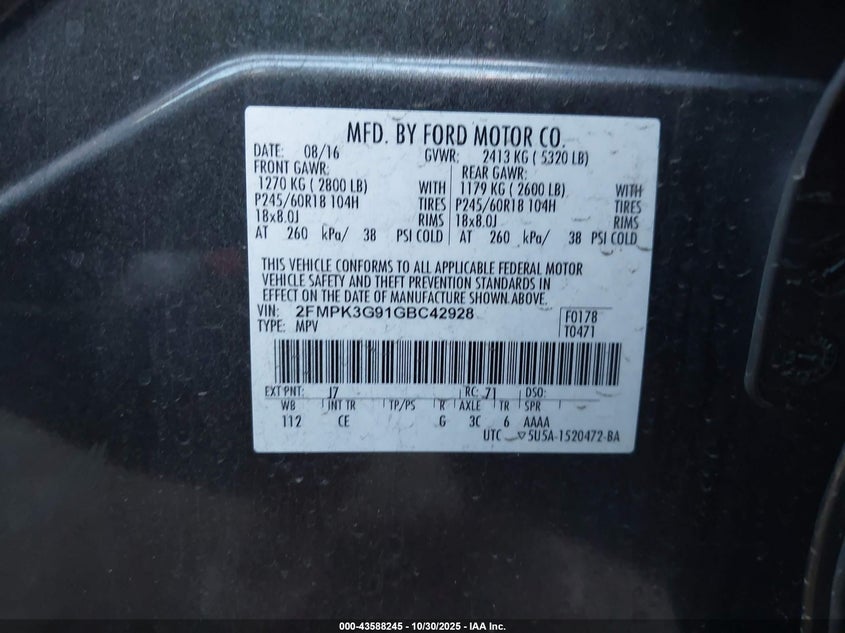 MFD. BY FORD MOTOR CO.
DATE: 08/16 GVWR: 2413 KG ( 5320 LB)
FRONT GAWR: REAR GAWR:
1270 KG ( 2800 LB) WITH 1179 KG ( 2600 LB) WITH
P245/60R18 104H TIRES P245/60R18 104H TIRES
18x8.0J RIMS 18x8.0J RIMS
AT 260 kPa/ 38 PSI COLD AT 260 kPa/ 38 PSI COLD
THIS VEHICLE CONFORMS TO ALL APPLICABLE FEDERAL MOTOR
VEHICLE SAFETY AND THEFT PREVENTION STANDARDS IN
EFFECT ON THE DATE OF MANUFACTURE SHOWN ABOVE.
VIN: 2FMPK3G91GBC42928 F0178
TYPE: MPV T0471
EXT PNT: J7 RC: 71 DSO:
WB INT TR TP/PS R AXLE TR SPR
112 CE G 3C 6 AAAA
UTC ▽5U5A-1520472-BA
000-43588245 - 10/30/2025 - IAA Inc.